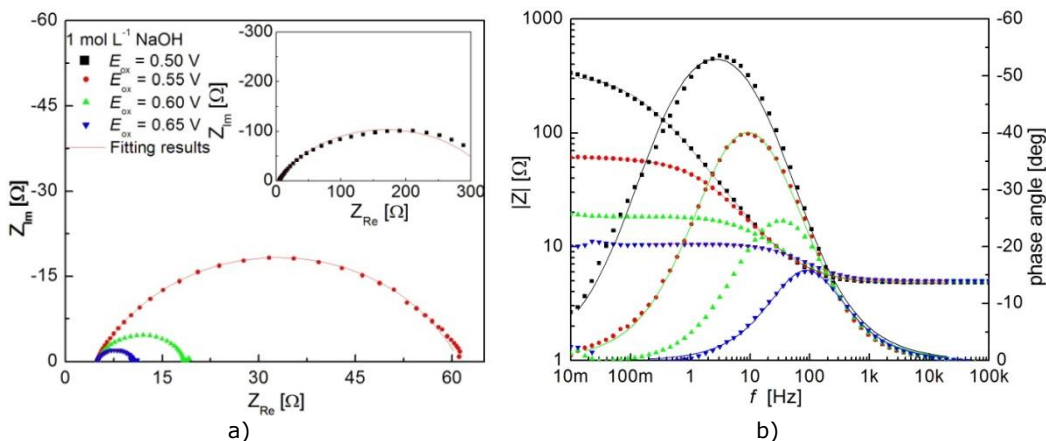 -60
-45
-30
-15
0
Z_Im [Ω]
1 mol L⁻¹ NaOH
E_ox = 0.50 V
E_ox = 0.55 V
E_ox = 0.60 V
E_ox = 0.65 V
Fitting results
-300
-200
-100
0
Z_Im [Ω]
0 100 200 300
Z_Re [Ω]
0 15 30 45 60
Z_Re [Ω]
a)
1000
100
10
1
|Z| [Ω]
-60
-50
-40
-30
-20
-10
0
phase angle [deg]
10m 100m 1 10 100 1k 10k 100k
f [Hz]
b)